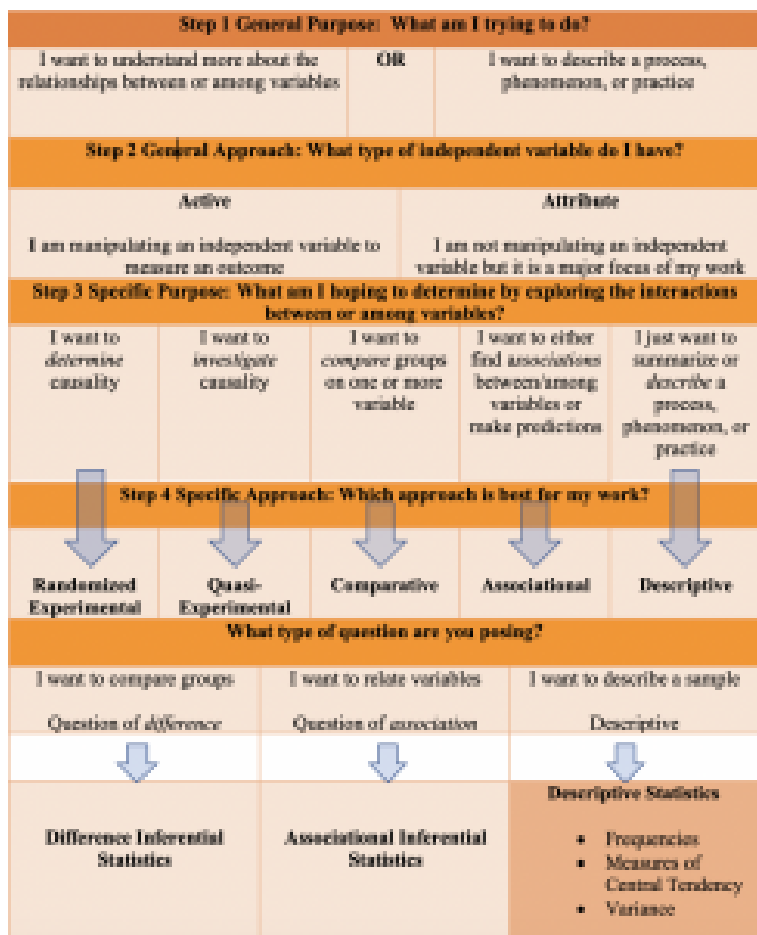 Step 1 General Purpose: What am I trying to do?
I want to understand more about the
relationships between or among variables
OR
I want to describe a process,
phenomenon, or practice
Step 2 General Approach: What type of independent variable do I have?
Active
I am manipulating an independent variable to
measure an outcome
Attribute
I am not manipulating an independent
variable but it is a major focus of my work
Step 3 Specific Purpose: What am I hoping to determine by exploring the interactions
between or among variables?
I want to
determine
causality
I want to
investigate
causality
I want to
compare groups
on one or more
variable
I want to either
find associations
between/among
variables or
make predictions
I just want to
summarize or
describe a
process,
phenomenon, or
practice
Step 4 Specific Approach: Which approach is best for my work?
Randomized
Experimental
Quasi-
Experimental
Comparative
Associational
Descriptive
What type of question are you posing?
I want to compare groups
Question of difference
I want to relate variables
Question of association
I want to describe a sample
Descriptive
Difference Inferential
Statistics
Associational Inferential
Statistics
Descriptive Statistics
• Frequencies
• Measures of
Central Tendency
• Variance